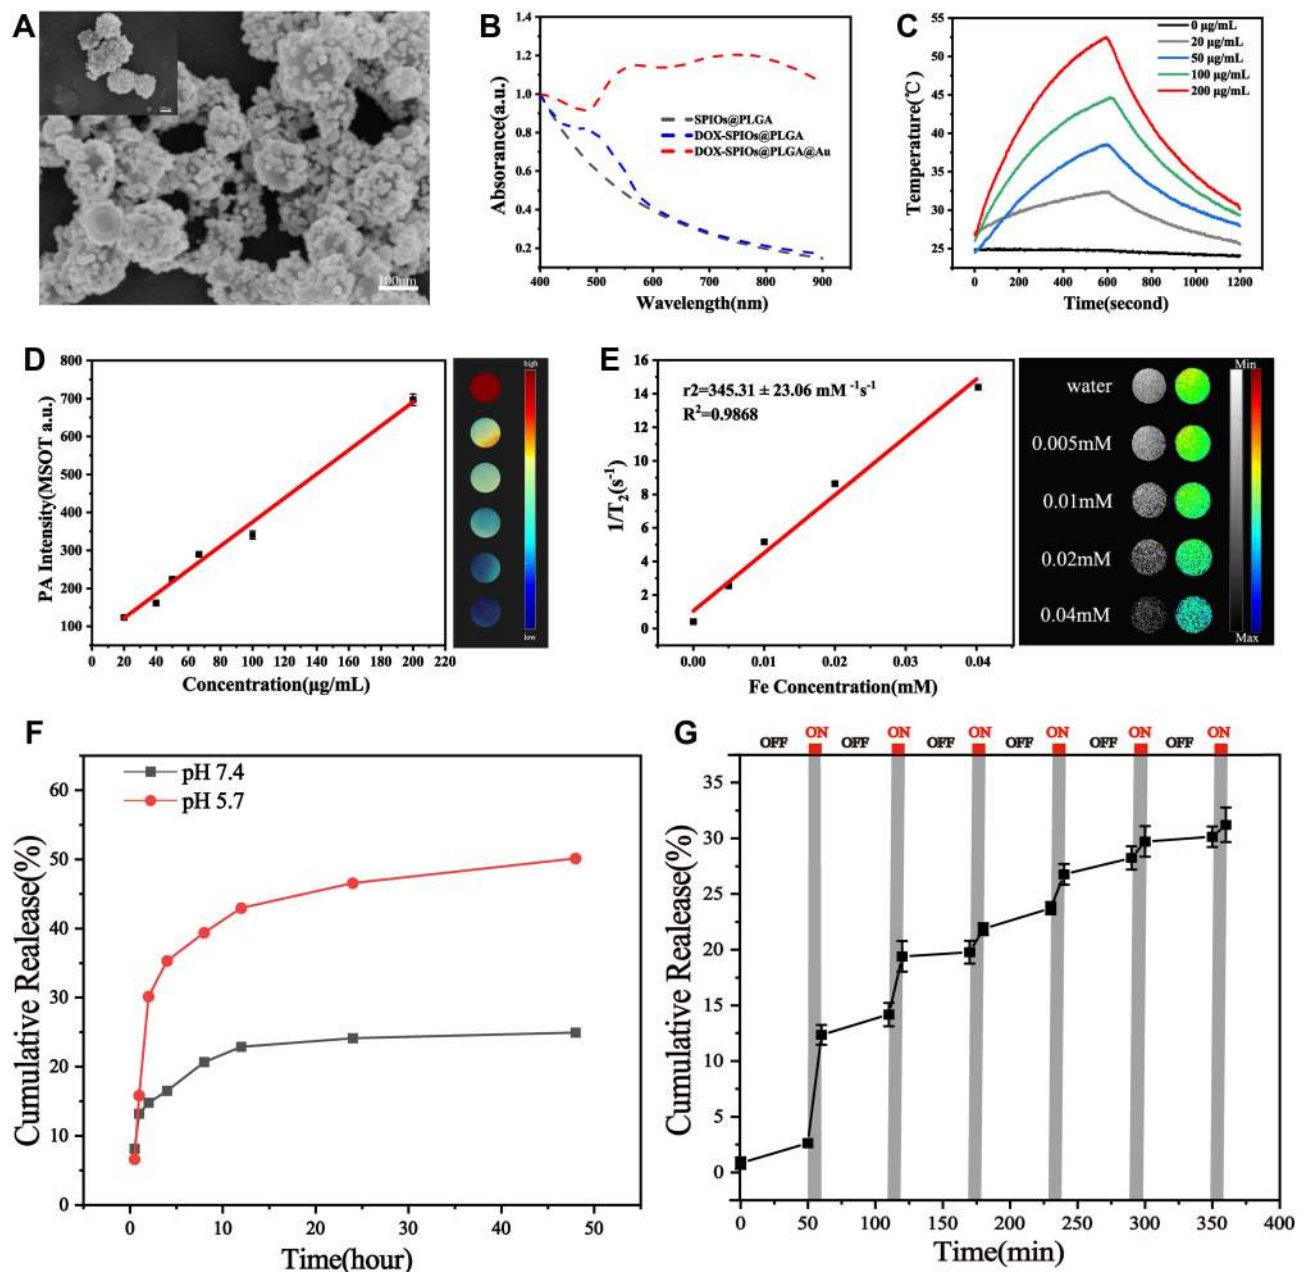 A
100nm
B
Absorance(a.u.)
1.4
1.2
1.0
0.8
0.6
0.4
0.2
400 500 600 700 800 900
Wavelength(nm)
SPIOs@PLGA
DOX-SPIOs@PLGA
DOX-SPIOs@PLGA@Au
C
Temperature(℃)
55
50
45
40
35
30
25
0 200 400 600 800 1000 1200
Time(second)
0 μg/mL
20 μg/mL
50 μg/mL
100 μg/mL
200 μg/mL
D
PA Intensity(MSOT a.u.)
800
700
600
500
400
300
200
100
0 20 40 60 80 100 120 140 160 180 200 220
Concentration(μg/mL)
high
low
E
1/T2(s-1)
16
14
12
10
8
6
4
2
0
0.00 0.01 0.02 0.03 0.04
Fe Concentration(mM)
r2=345.31 ± 23.06 mM -1s-1
R2=0.9868
water
0.005mM
0.01mM
0.02mM
0.04mM
Min
Max
F
Cumulative Realease(%)
60
50
40
30
20
10
0
0 10 20 30 40 50
Time(hour)
pH 7.4
pH 5.7
G
OFF ON OFF ON OFF ON OFF ON OFF ON OFF ON
Cumulative Realease(%)
35
30
25
20
15
10
5
0
0 50 100 150 200 250 300 350 400
Time(min)